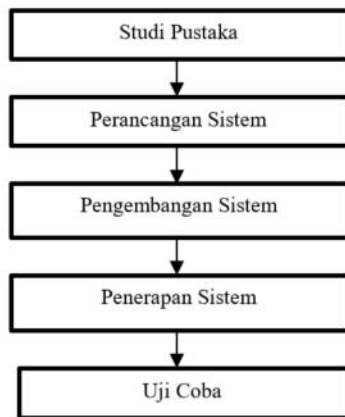 Studi Pustaka
Perancangan Sistem
Pengembangan Sistem
Penerapan Sistem
Uji Coba